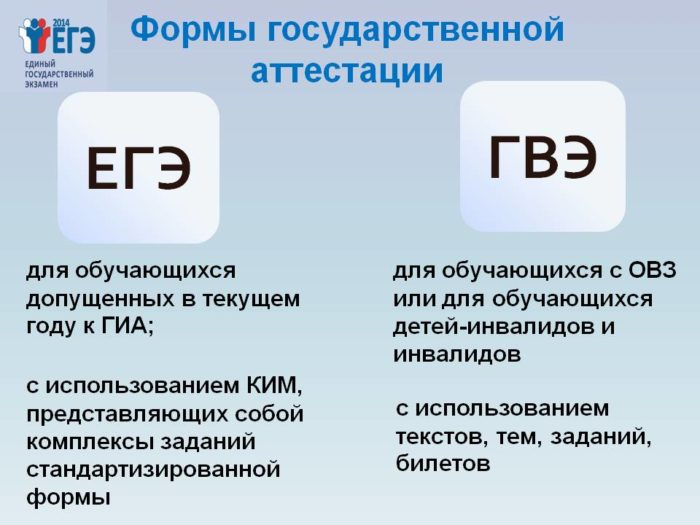 2014
ЕГЭ
ЕДИНЫЙ
ГОСУДАРСТВЕННЫЙ
ЭКЗАМЕН
Формы государственной
аттестации
ЕГЭ
для обучающихся
допущенных в текущем
году к ГИА;
с использованием КИМ,
представляющих собой
комплексы заданий
стандартизированной
формы
ГВЭ
для обучающихся с ОВЗ
или для обучающихся
детей-инвалидов и
инвалидов
с использованием
текстов, тем, заданий,
билетов